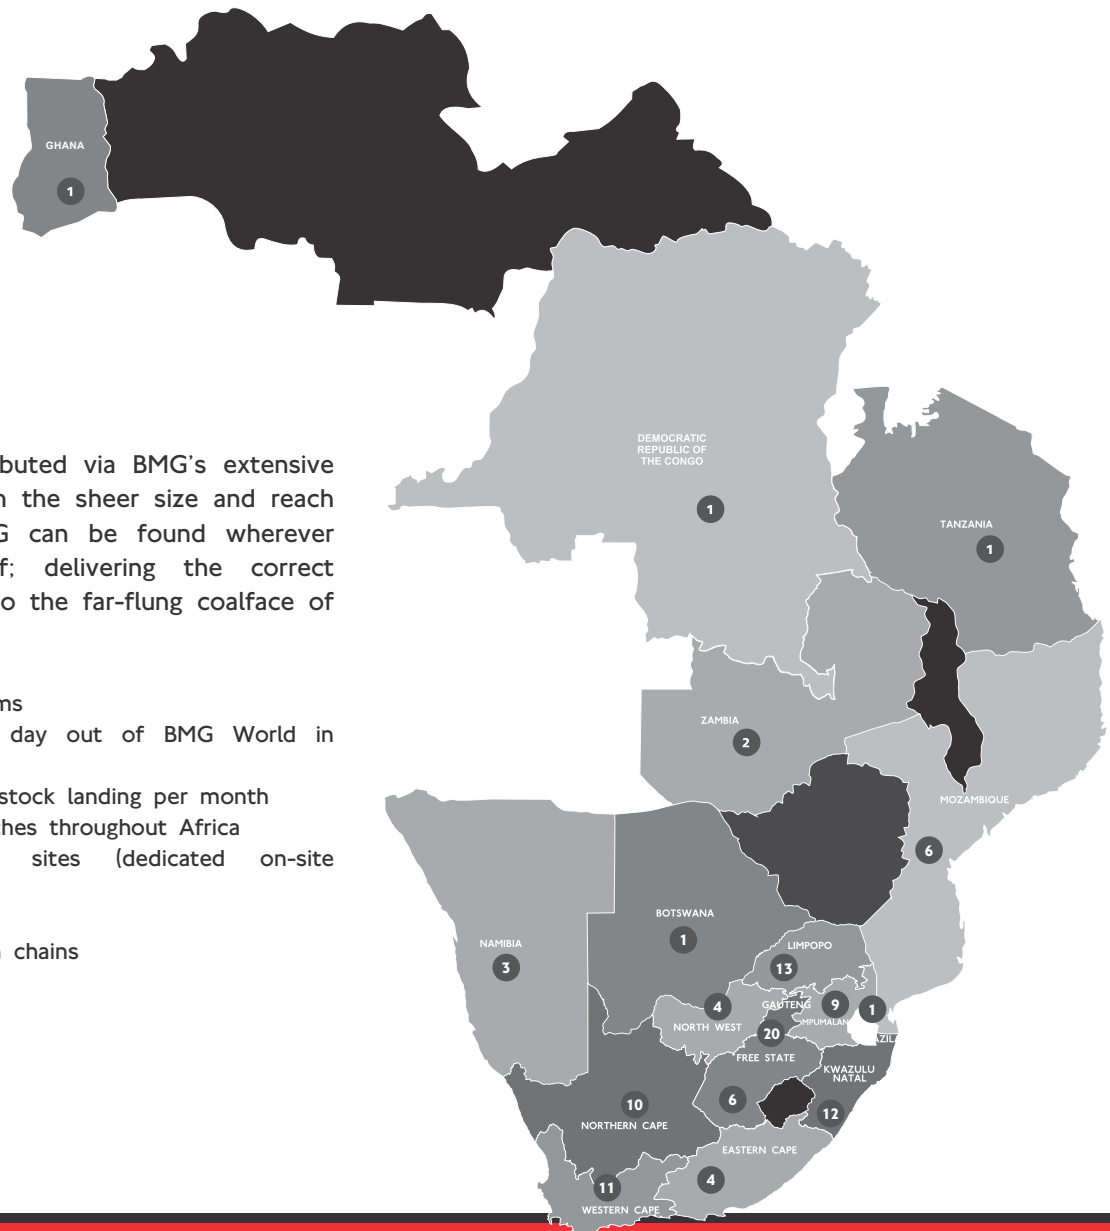 GHANA
1
DEMOCRATIC
REPUBLIC OF
THE CONGO
1
TANZANIA
1
buted via BMG's extensive
n the sheer size and reach
G can be found wherever
f; delivering the correct
o the far-flung coalface of
ms
day out of BMG World in
stock landing per month
ches throughout Africa
sites (dedicated on-site
chains
ZAMBIA
2
MOZAMBIQUE
6
BOTSWANA
1
NAMIBIA
3
LIMPOPO
13
4
NORTH WEST
GAUTENG
20
9
MPUMALAN
1
AZIL
FREE STATE
6
KWAZULU
NATAL
12
10
NORTHERN CAPE
EASTERN CAPE
4
11
WESTERN CAPE